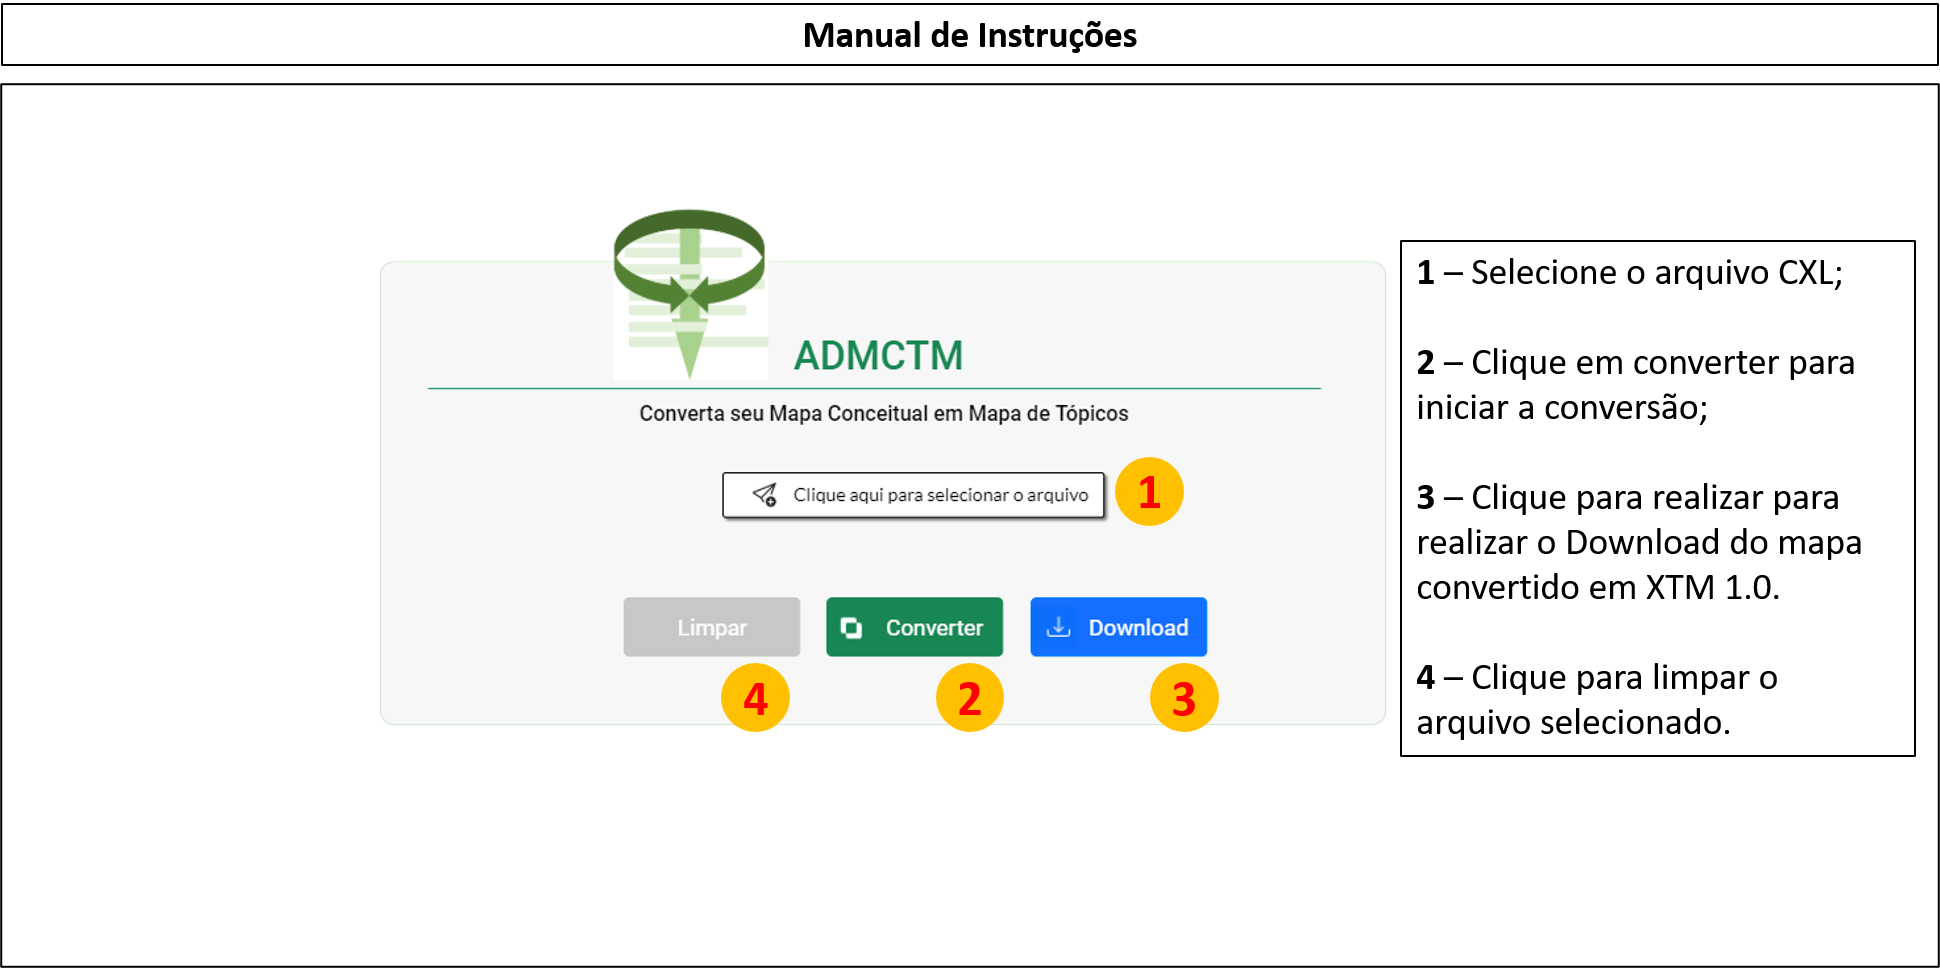 Manual de Instruções
ADMCTM
Converta seu Mapa Conceitual em Mapa de Tópicos
Clique aqui para selecionar o arquivo
1
Limpar
Converter
Download
4
2
3
1 – Selecione o arquivo CXL;
2 – Clique em converter para
iniciar a conversão;
3 – Clique para realizar para
realizar o Download do mapa
convertido em XTM 1.0.
4 – Clique para limpar o
arquivo selecionado.